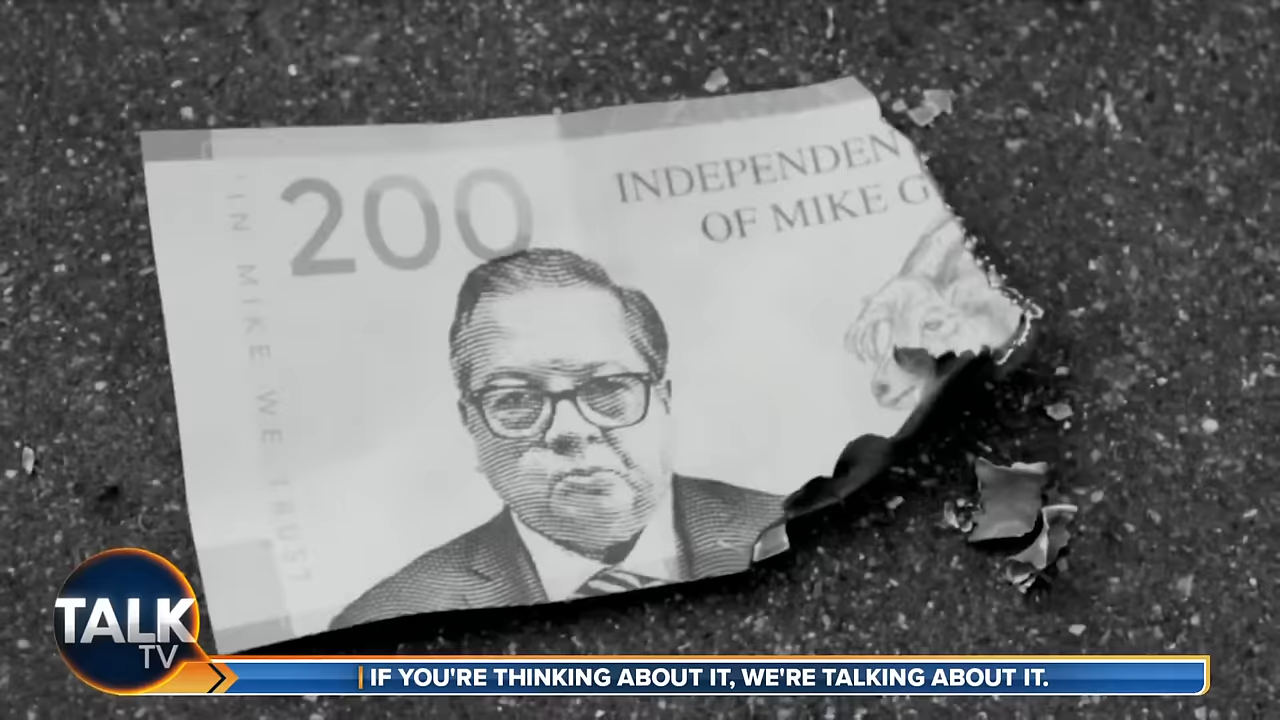 200
INDEPENDEN
OF MIKE G
IN MIKE WE TRUST
TALK
TV
IF YOU'RE THINKING ABOUT IT, WE'RE TALKING ABOUT IT.